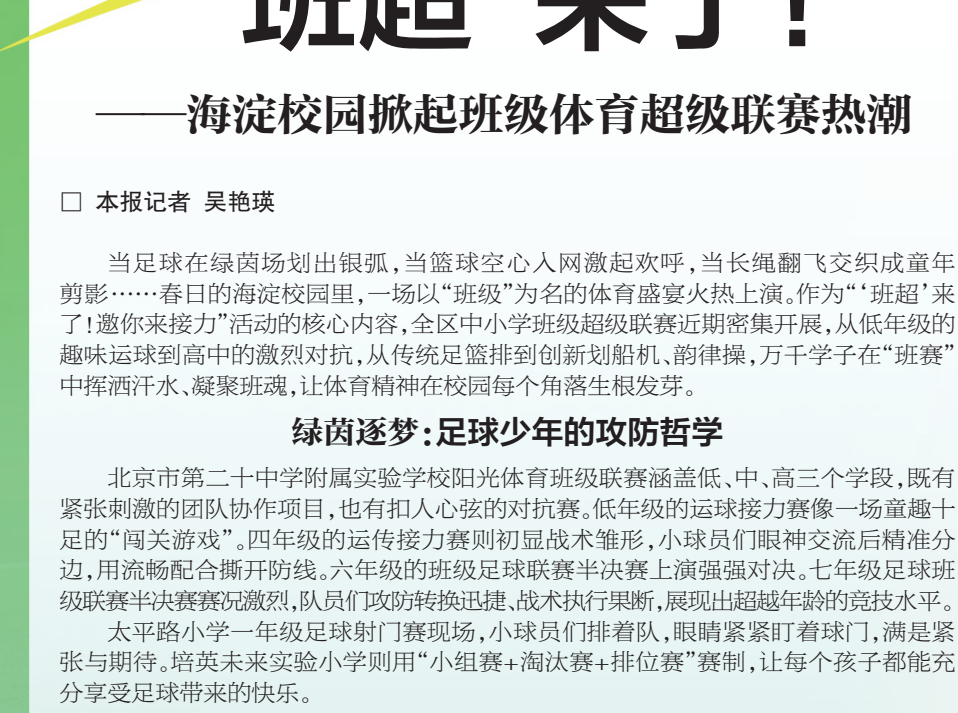 班超”来了!
——海淀校园掀起班级体育超级联赛热潮
□ 本报记者 吴艳瑛
当足球在绿茵场划出银弧,当篮球空心入网激起欢呼,当长绳翻飞交织成童年
剪影……春日的海淀校园里,一场以“班级”为名的体育盛宴火热上演。作为“‘班超’来
了!邀你来接力”活动的核心内容,全区中小学班级超级联赛近期密集开展,从低年级的
趣味运球到高中的激烈对抗,从传统足篮排到创新划船机、韵律操,万千学子在“班赛”
中挥洒汗水、凝聚班魂,让体育精神在校园每个角落生根发芽。
绿茵逐梦:足球少年的攻防哲学
北京市第二十中学附属实验学校阳光体育班级联赛涵盖低、中、高三个学段,既有
紧张刺激的团队协作项目,也有扣人心弦的对抗赛。低年级的运球接力赛像一场童趣十
足的“闯关游戏”。四年级的运传接力赛则初显战术雏形,小球员们眼神交流后精准分
边,用流畅配合撕开防线。六年级的班级足球联赛半决赛上演强强对决。七年级足球班
级联赛半决赛赛况激烈,队员们攻防转换迅捷、战术执行果断,展现出超越年龄的竞技水平。
太平路小学一年级足球射门赛现场,小球员们排着队,眼睛紧紧盯着球门,满是紧
张与期待。培英未来实验小学则用“小组赛+淘汰赛+排位赛”赛制,让每个孩子都能充
分享受足球带来的快乐。